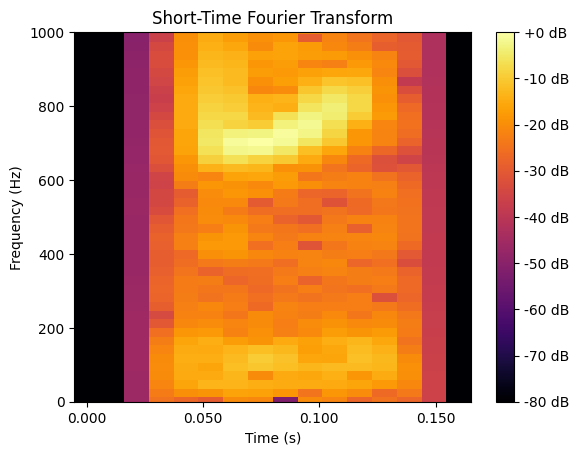 Short-Time Fourier Transform
1000
800
600
400
200
0
Frequency (Hz)
0.000
0.050
0.100
0.150
Time (s)
+0 dB
-10 dB
-20 dB
-30 dB
-40 dB
-50 dB
-60 dB
-70 dB
-80 dB